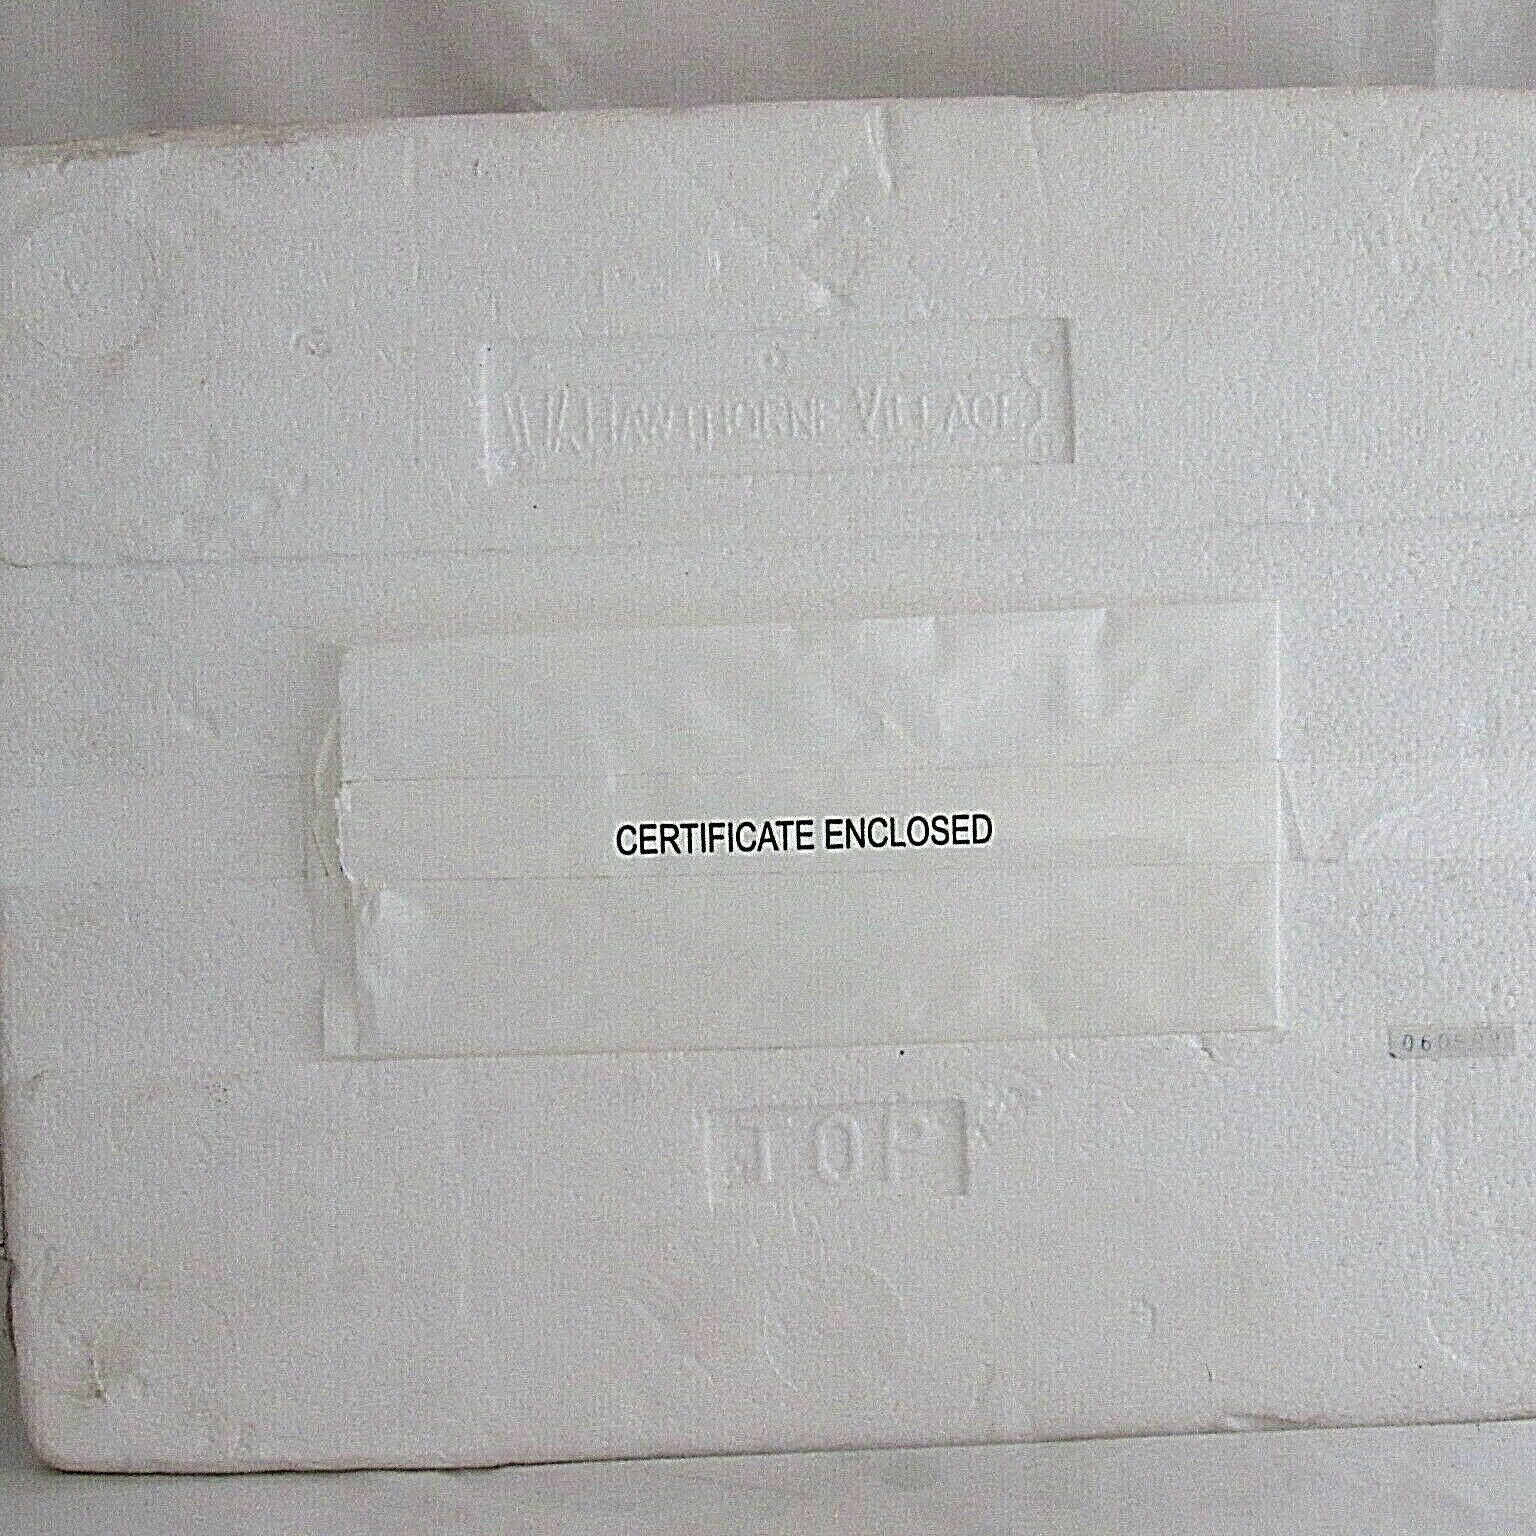 HAWTHORNE VILLAGE
CERTIFICATE ENCLOSED
TOP